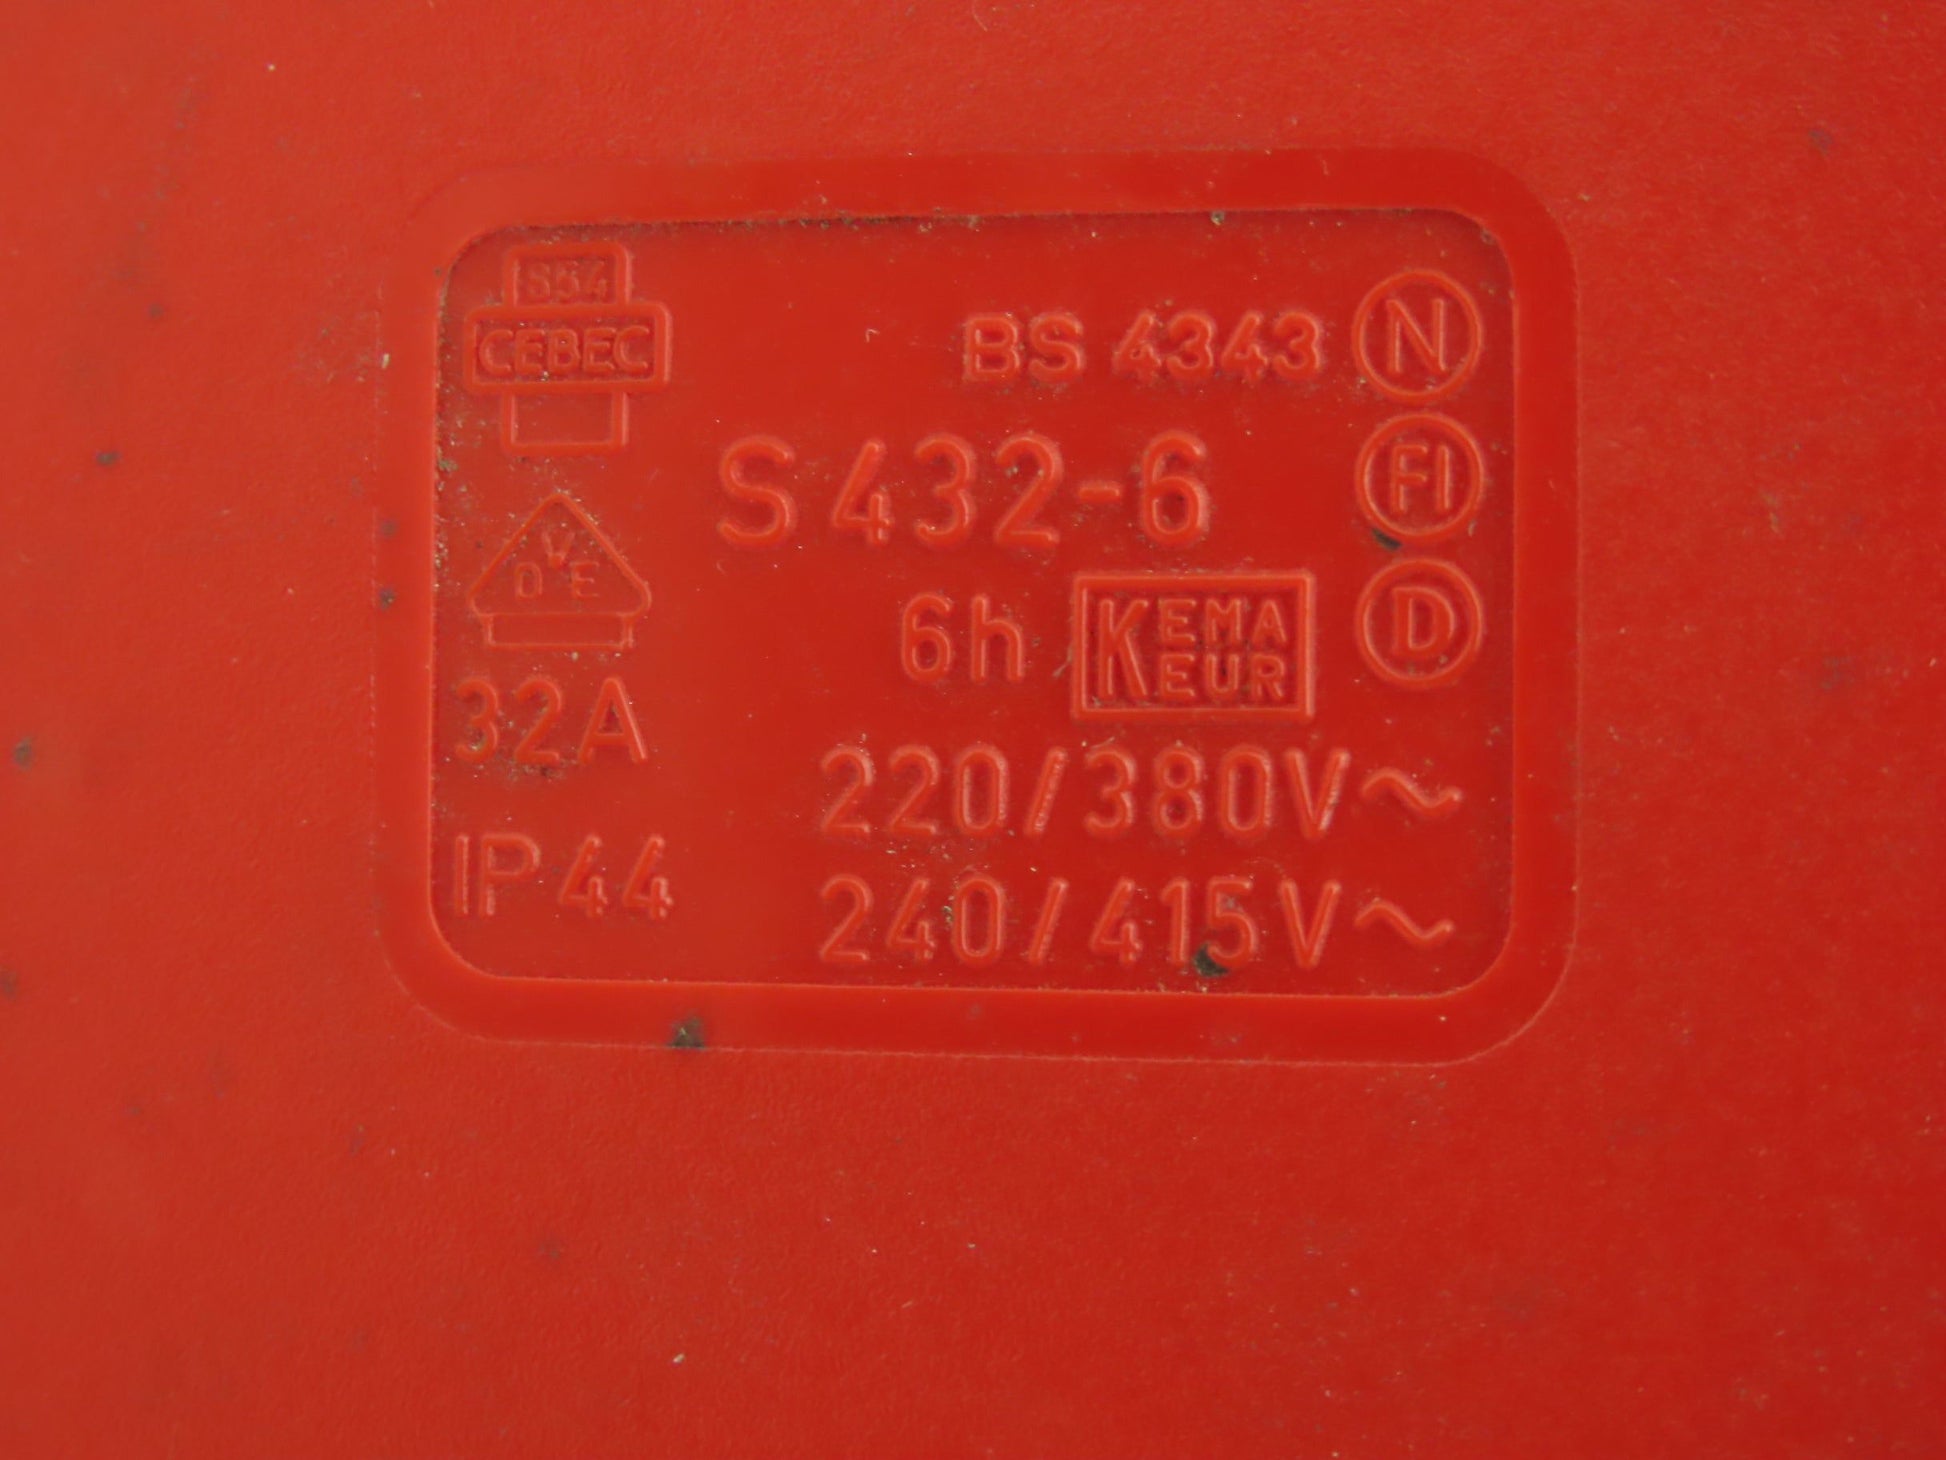 S54
CEBEC
BS 4343 N
S 432-6
FI
V
D E
6h KEMA KEUR
D
32A
220/380V~
IP44
240/415V~